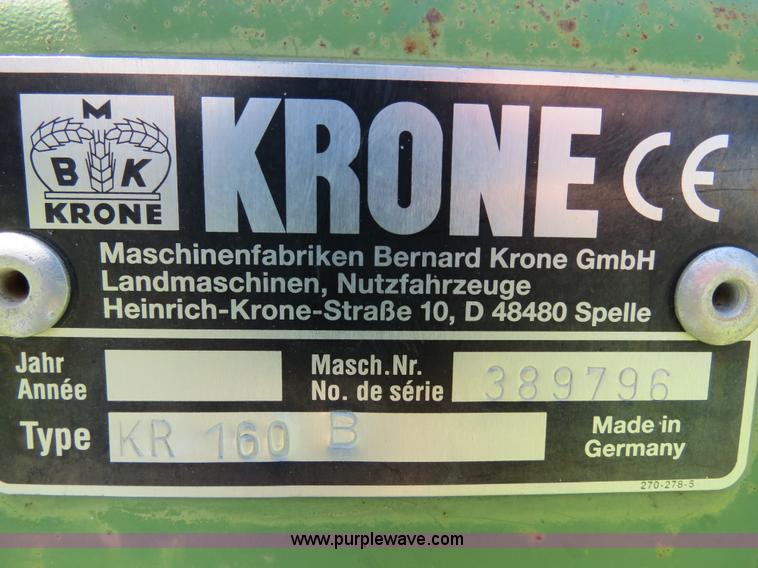 M
B K
KRONE
KRONE CE
Maschinenfabriken Bernard Krone GmbH
Landmaschinen, Nutzfahrzeuge
Heinrich-Krone-Straße 10, D 48480 Spelle
Jahr
Année
Masch.Nr.
No. de série
389796
Type KR 160 B
Made in
Germany
270-278-5
www.purplewave.com